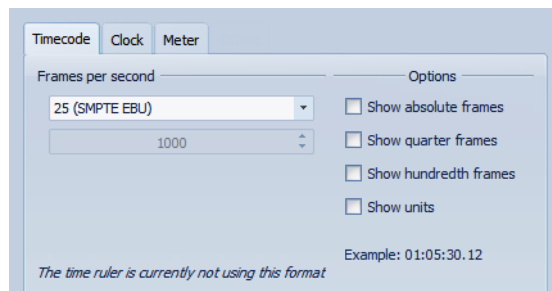 Timecode Clock Meter
Frames per second Options
25 (SMPTE EBU) Show absolute frames
1000 Show quarter frames
Show hundredth frames
Show units
Example: 01:05:30.12
The time ruler is currently not using this format